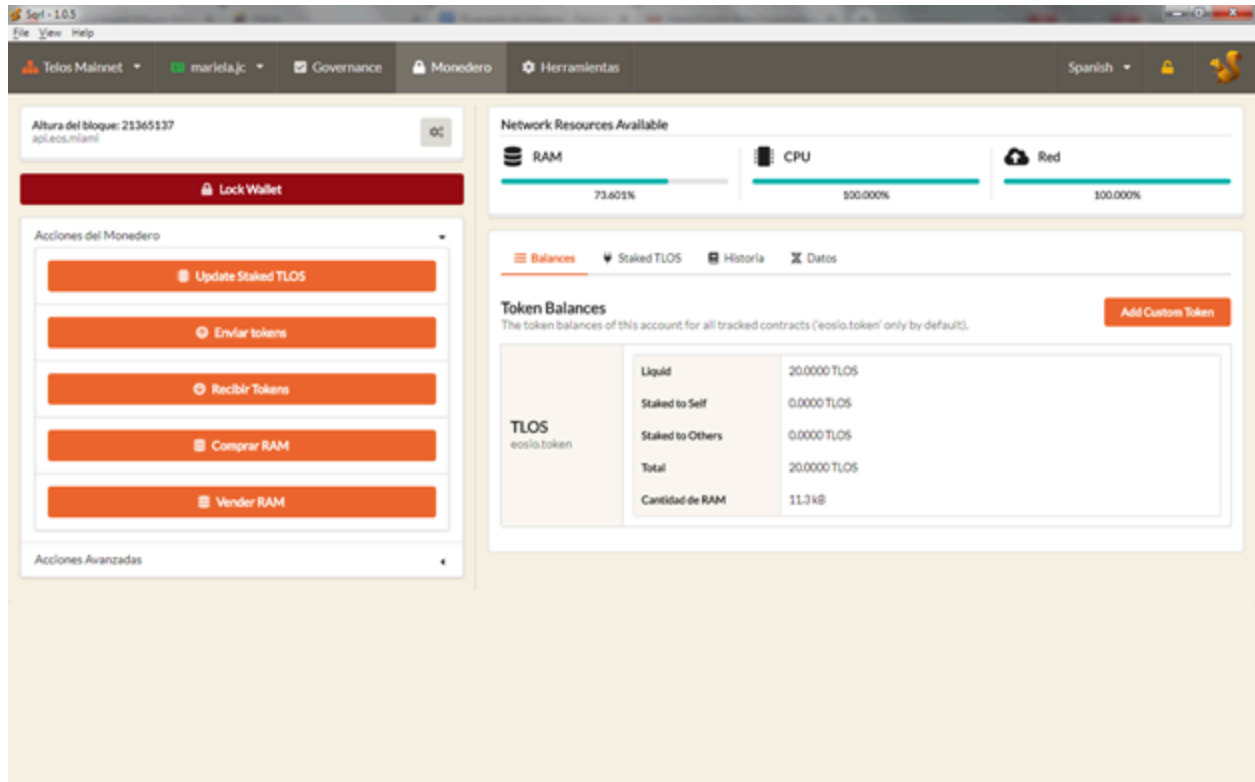 Sqrl - 1.0.5
File View Help
Telos Mainnet mariela.jc Governance Monedero Herramientas Spanish
Altura del bloque: 21365137
api.eos.miami
Lock Wallet
Acciones del Monedero
Update Staked TLOS
Enviar tokens
Recibir Tokens
Comprar RAM
Vender RAM
Acciones Avanzadas
Network Resources Available
RAM CPU Red
73.601% 100.000% 100.000%
Balances Staked TLOS Historia Datos
Token Balances
Add Custom Token
The token balances of this account for all tracked contracts ('eosio.token' only by default).
TLOS
eosio.token
Liquid 20.0000 TLOS
Staked to Self 0.0000 TLOS
Staked to Others 0.0000 TLOS
Total 20.0000 TLOS
Cantidad de RAM 11.3 kB